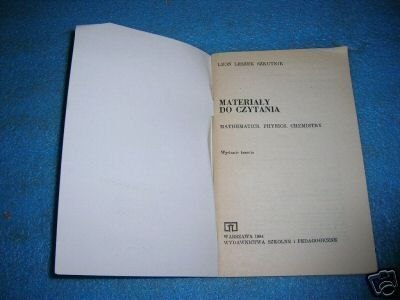 LEON LESZEK SZKUTNIK
MATERIAŁY
DO CZYTANIA
MATHEMATICS, PHYSICS, CHEMISTRY
Wydanie trzecie
WARSZAWA 1984
WYDAWNICTWA SZKOLNE I PEDAGOGICZNE